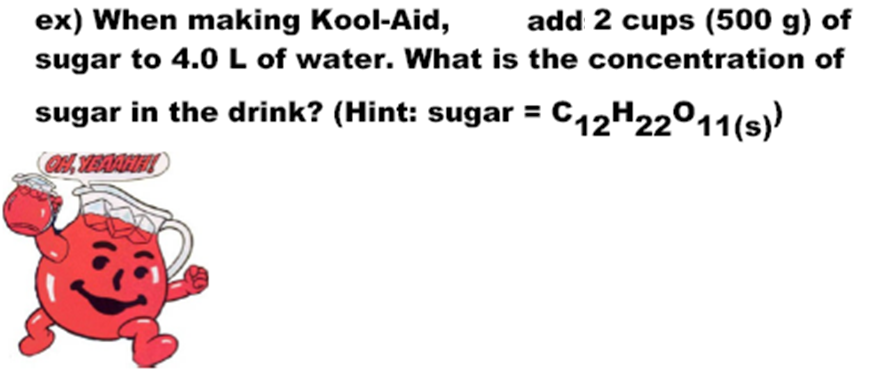 ex) When making Kool-Aid, add 2 cups (500 g) of
sugar to 4.0 L of water. What is the concentration of
sugar in the drink? (Hint: sugar = C12H22O11(s))
OH, YEAAHH!